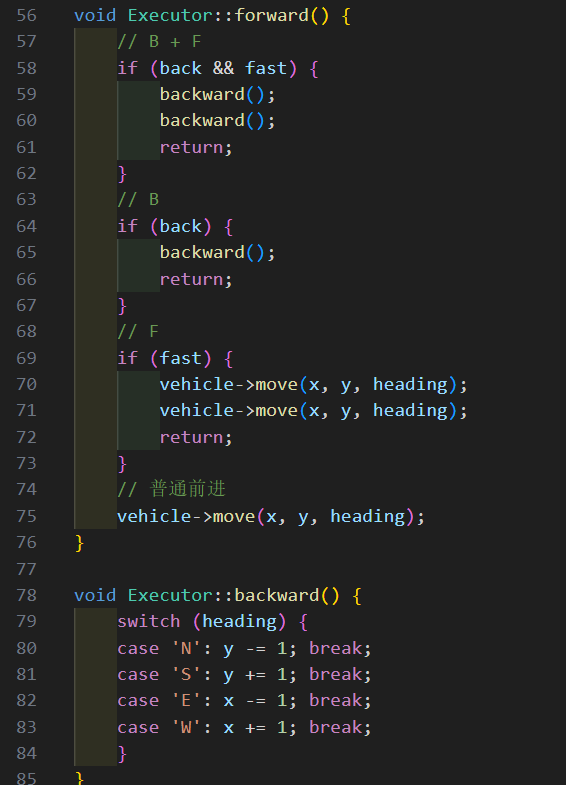 56 void Executor::forward() {
57     // B + F
58     if (back && fast) {
59         backward();
60         backward();
61         return;
62     }
63     // B
64     if (back) {
65         backward();
66         return;
67     }
68     // F
69     if (fast) {
70         vehicle->move(x, y, heading);
71         vehicle->move(x, y, heading);
72         return;
73     }
74     // 普通前进
75     vehicle->move(x, y, heading);
76 }
77
78 void Executor::backward() {
79     switch (heading) {
80     case 'N': y -= 1; break;
81     case 'S': y += 1; break;
82     case 'E': x -= 1; break;
83     case 'W': x += 1; break;
84     }
85 }